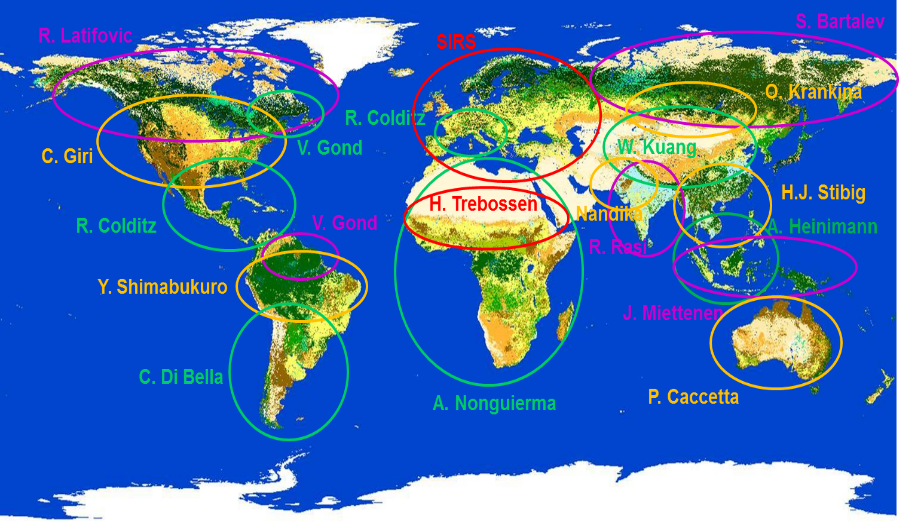 S. Bartalev
R. Latifovic
SIRS
O. Krankina
R. Colditz
V. Gond
W. Kuang
C. Giri
H.J. Stibig
H. Trebossen
Nandika
R. Colditz
V. Gond
A. Heinimann
R. Rasi
Y. Shimabukuro
J. Miettenen
C. Di Bella
P. Caccetta
A. Nonguierma